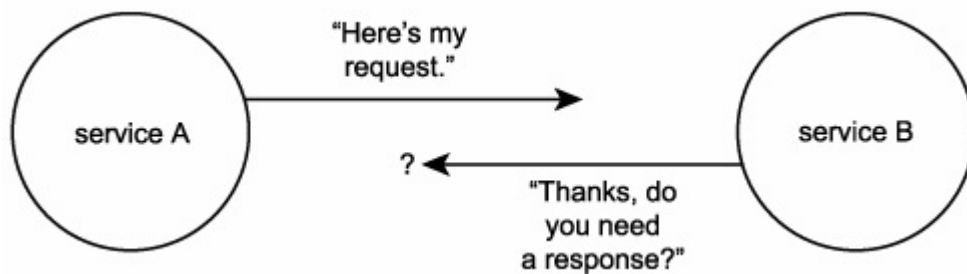 “Here’s my
request.”
service A
service B
?
“Thanks, do
you need
a response?”